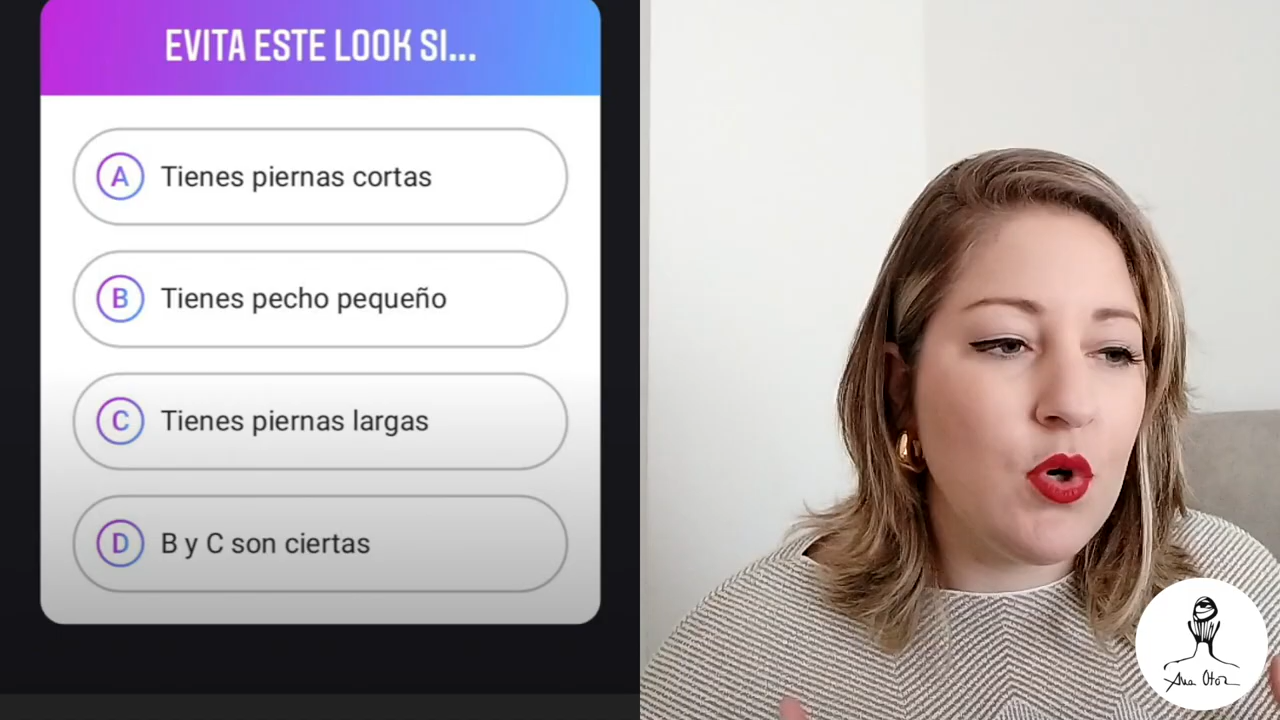 EVITA ESTE LOOK SI...
A Tienes piernas cortas
B Tienes pecho pequeño
C Tienes piernas largas
D B y C son ciertas
Ana Otor